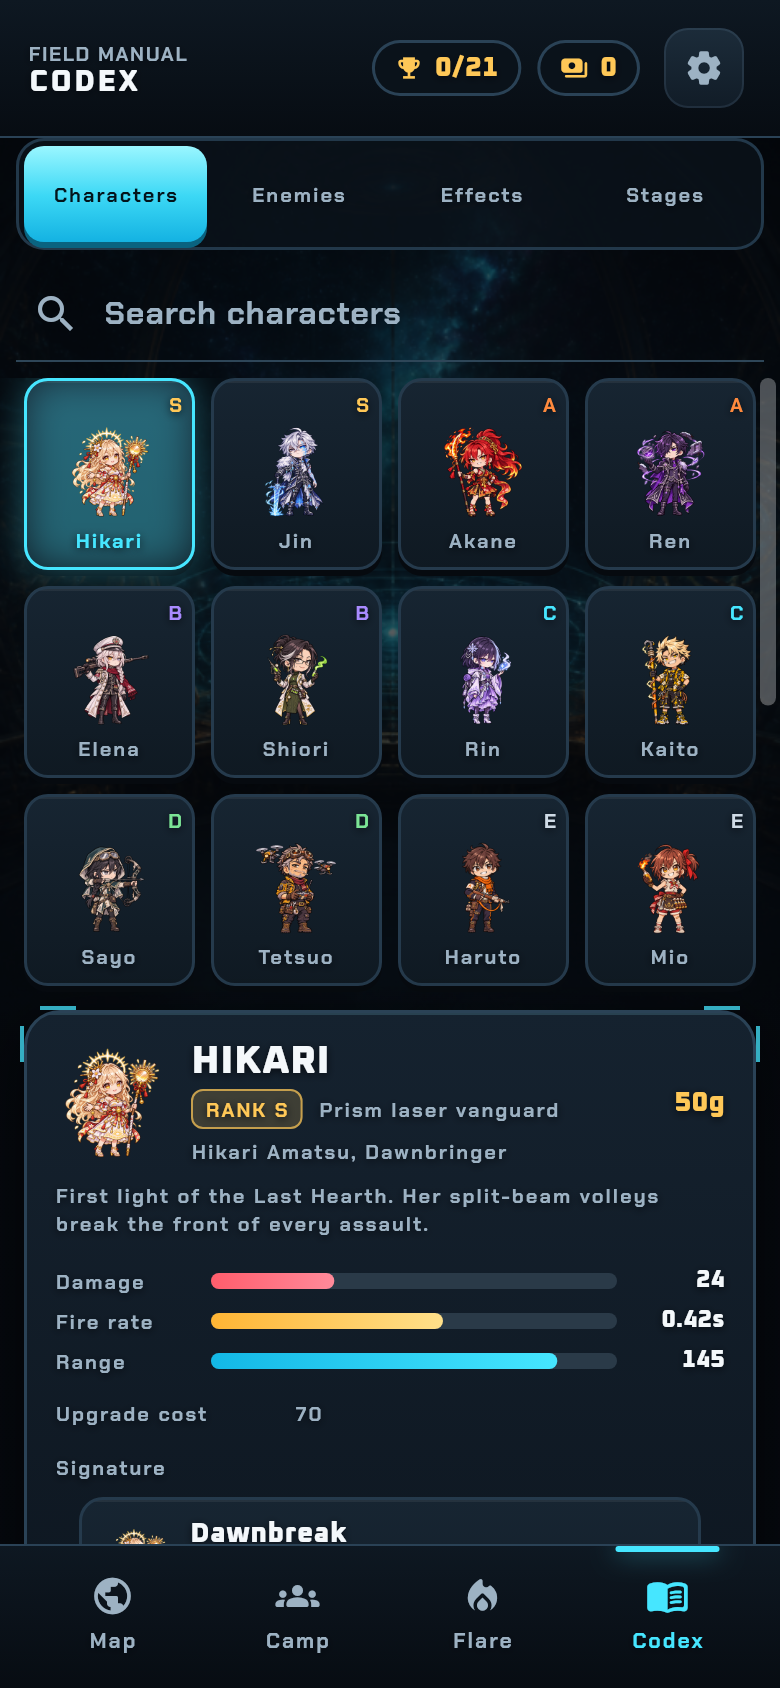 FIELD MANUAL
CODEX
0/21
0
Characters
Enemies
Effects
Stages
Search characters
S
Hikari
S
Jin
A
Akane
A
Ren
B
Elena
B
Shiori
C
Rin
C
Kaito
D
Sayo
D
Tetsuo
E
Haruto
E
Mio
HIKARI
RANK S Prism laser vanguard
50g
Hikari Amatsu, Dawnbringer
First light of the Last Hearth. Her split-beam volleys
break the front of every assault.
Damage 24
Fire rate 0.42s
Range 145
Upgrade cost 70
Signature
Dawnbreak
Map
Camp
Flare
Codex